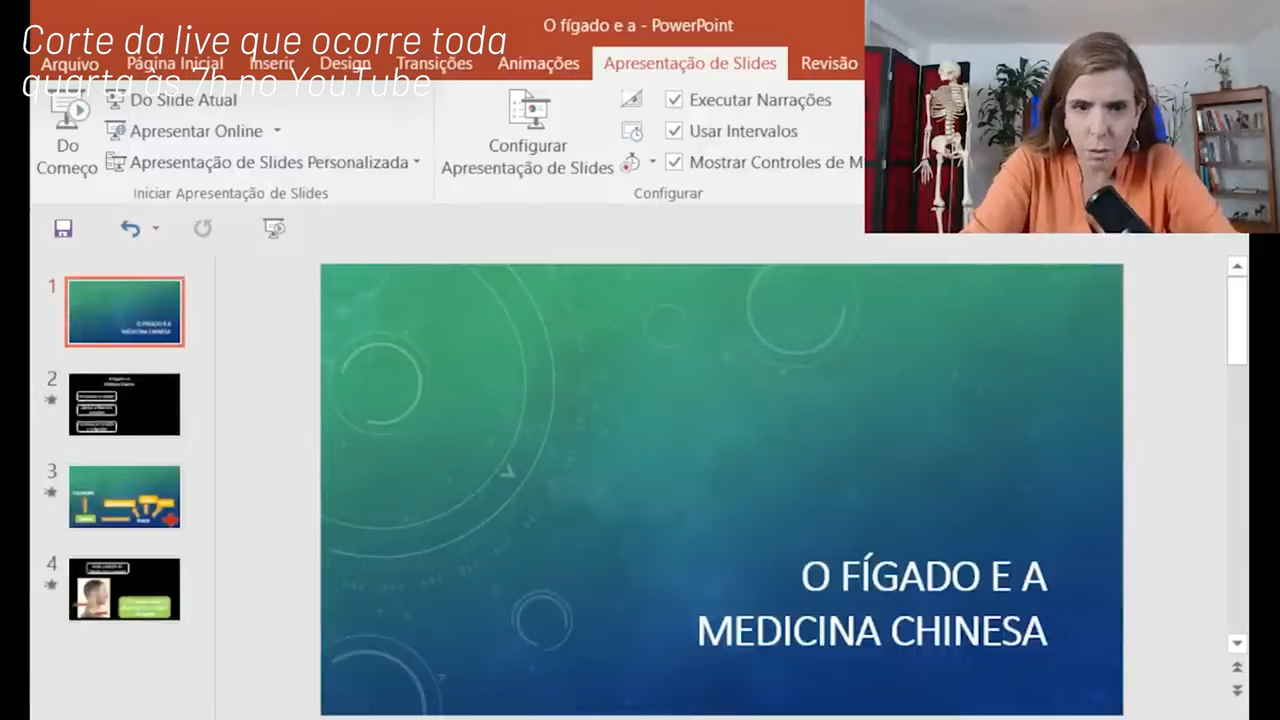 O fígado e a - PowerPoint
Corte da live que ocorre toda
quarta às 7h no YouTube
Arquivo Página Inicial Inserir Design Transições Animações Apresentação de Slides Revisão
Do Começo
Do Slide Atual
Apresentar Online
Apresentação de Slides Personalizada
Iniciar Apresentação de Slides
Configurar
Apresentação de Slides
Executar Narrações
Usar Intervalos
Mostrar Controles de M
Configurar
1
O FÍGADO E A
MEDICINA CHINESA
2
3
4
O FÍGADO E A
MEDICINA CHINESA